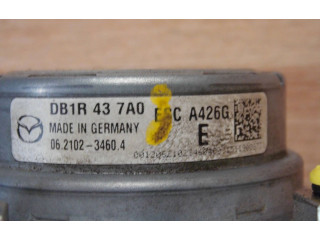 DB1R 43 7A0 ESC A426G
MADE IN GERMANY E
06.2102-3460.4